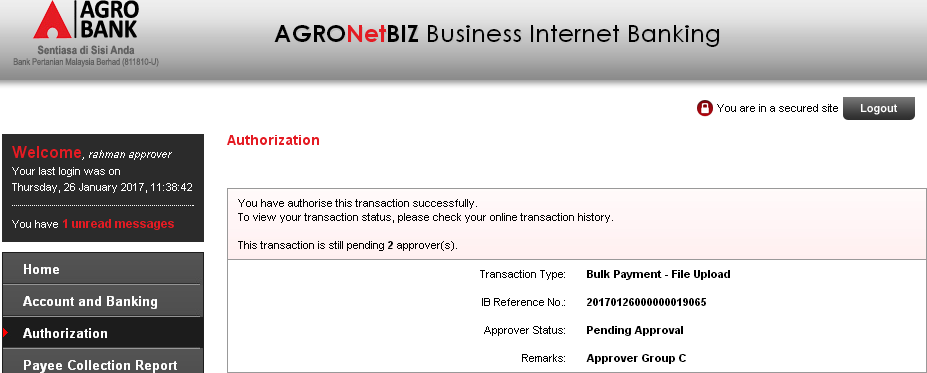 AGRO
BANK
Sentiasa di Sisi Anda
Bank Pertanian Malaysia Berhad (811810-U)
AGRONetBIZ Business Internet Banking
You are in a secured site
Logout
Welcome, rahman approver
Your last login was on
Thursday, 26 January 2017, 11:38:42
You have 1 unread messages
Home
Account and Banking
Authorization
Payee Collection Report
Authorization
You have authorise this transaction successfully.
To view your transaction status, please check your online transaction history.
This transaction is still pending 2 approver(s).
Transaction Type: Bulk Payment - File Upload
IB Reference No.: 20170126000000019065
Approver Status: Pending Approval
Remarks: Approver Group C